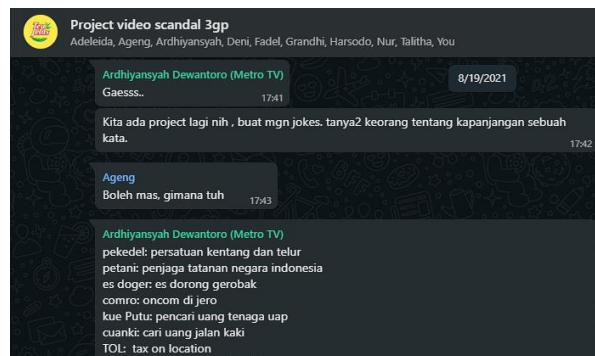 Project video scandal 3gp
Adeleida, Ageng, Ardhiyansyah, Deni, Fadel, Grandhi, Harsodo, Nur, Talitha, You
8/19/2021
Ardhiyansyah Dewantoro (Metro TV)
Gaesss..
17:41
Kita ada project lagi nih , buat mgn jokes. tanya2 keorang tentang kapanjangan sebuah
kata.
17:42
Ageng
Boleh mas, gimana tuh
17:43
Ardhiyansyah Dewantoro (Metro TV)
pekedel: persatuan kentang dan telur
petani: penjaga tatanan negara indonesia
es doger: es dorong gerobak
comro: oncom di jero
kue Putu: pencari uang tenaga uap
cuanki: cari uang jalan kaki
TOL: tax on location